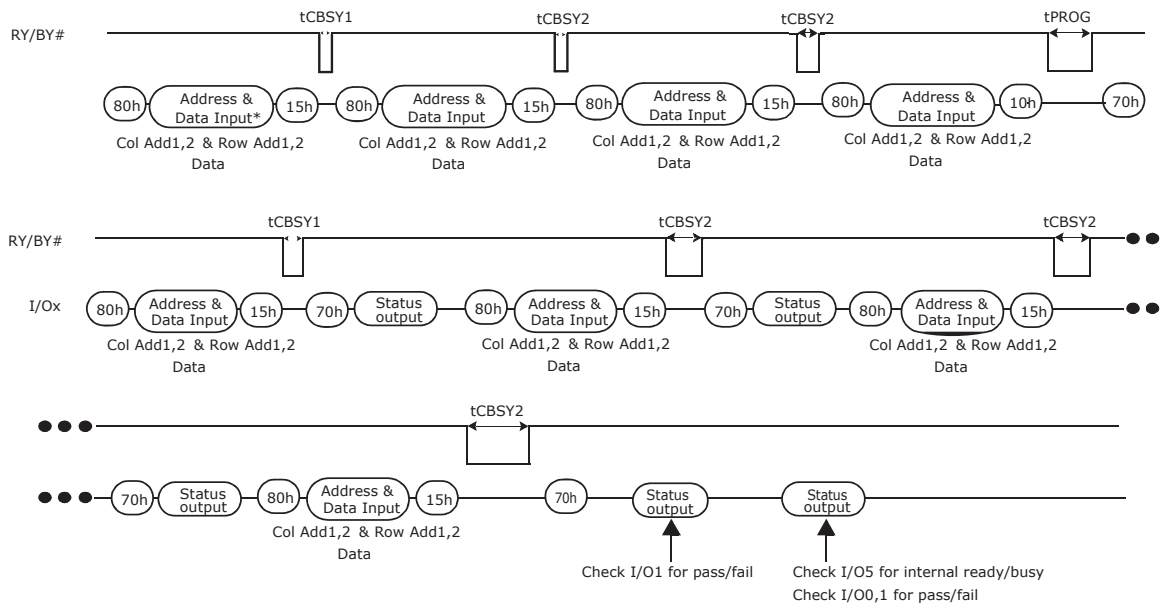 tCBSY1 tCBSY2 tCBSY2 tPROG
RY/BY#
80h Address & Data Input* 15h 80h Address & Data Input 15h 80h Address & Data Input 15h 80h Address & Data Input 10h 70h
Col Add1,2 & Row Add1,2 Col Add1,2 & Row Add1,2 Col Add1,2 & Row Add1,2 Col Add1,2 & Row Add1,2
Data Data Data Data
tCBSY1 tCBSY2 tCBSY2
RY/BY#
I/Ox 80h Address & Data Input 15h 70h Status output 80h Address & Data Input 15h 70h Status output 80h Address & Data Input 15h
Col Add1,2 & Row Add1,2 Col Add1,2 & Row Add1,2 Col Add1,2 & Row Add1,2
Data Data Data
tCBSY2
70h Status output 80h Address & Data Input 15h 70h Status output Status output
Col Add1,2 & Row Add1,2
Data
Check I/O1 for pass/fail Check I/O5 for internal ready/busy
Check I/O0,1 for pass/fail